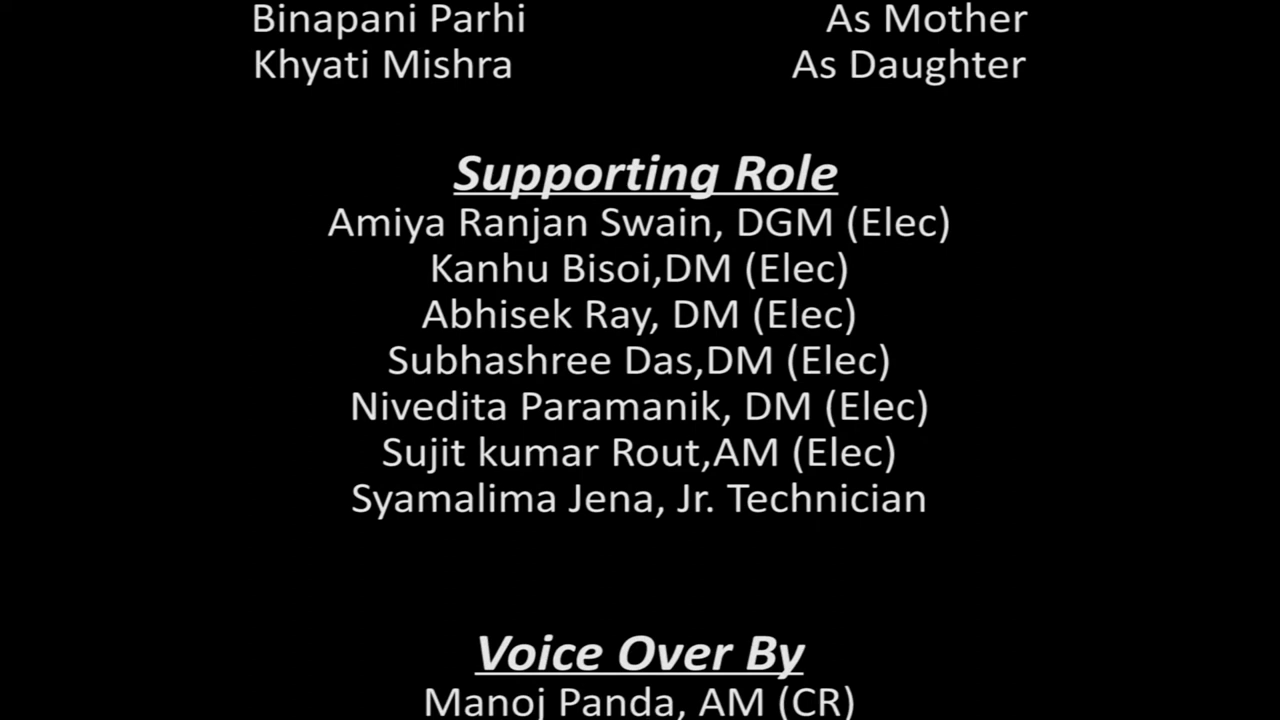 Binapani Parhi As Mother
Khyati Mishra As Daughter
Supporting Role
Amiya Ranjan Swain, DGM (Elec)
Kanhu Bisoi,DM (Elec)
Abhisek Ray, DM (Elec)
Subhashree Das,DM (Elec)
Nivedita Paramanik, DM (Elec)
Sujit kumar Rout,AM (Elec)
Syamalima Jena, Jr. Technician
Voice Over By
Manoj Panda, AM (CR)